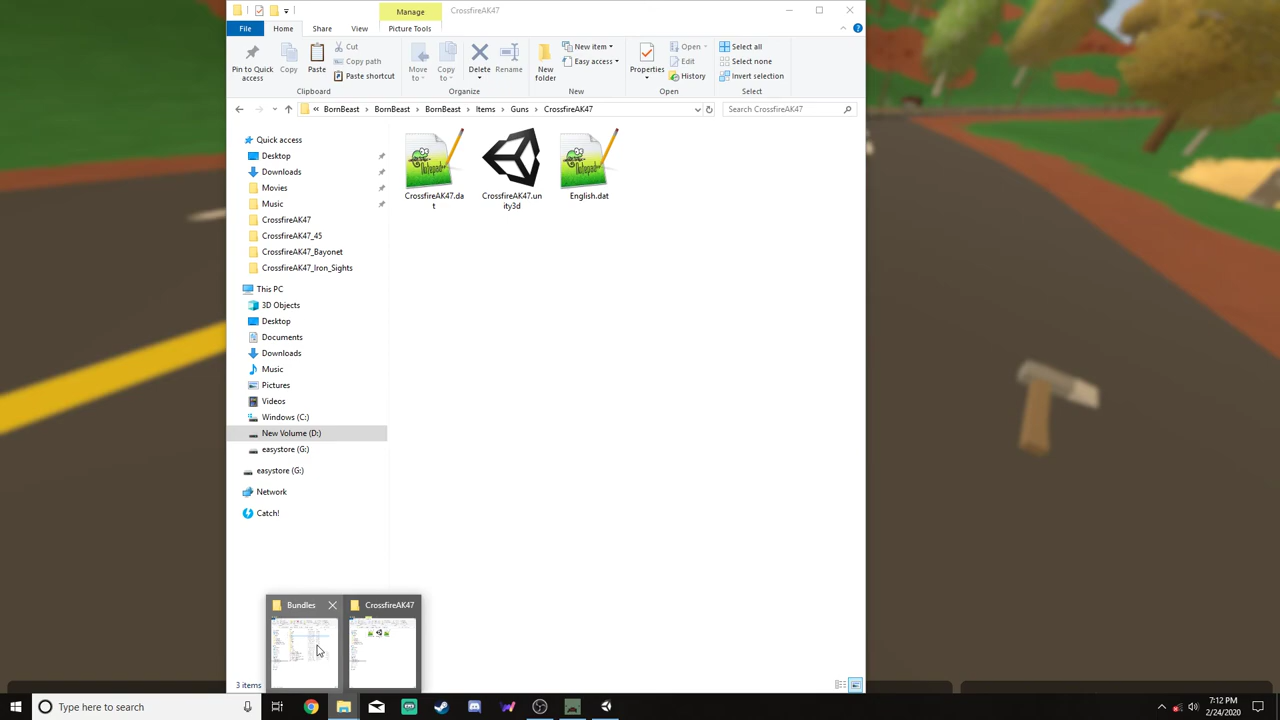 Manage
CrossfireAK47
File
Home
Share
View
Picture Tools
Pin to Quick
access
Copy
Paste
Cut
Copy path
Paste shortcut
Clipboard
Move
to
Copy
to
Delete
Rename
Organize
New
folder
New item
Easy access
New
Properties
Open
Edit
History
Open
Select all
Select none
Invert selection
Select
« BornBeast > BornBeast > BornBeast > Items > Guns > CrossfireAK47
Search CrossfireAK47
Quick access
Desktop
Downloads
Movies
Music
CrossfireAK47
CrossfireAK47_45
CrossfireAK47_Bayonet
CrossfireAK47_Iron_Sights
This PC
3D Objects
Desktop
Documents
Downloads
Music
Pictures
Videos
Windows (C:)
New Volume (D:)
easystore (G:)
easystore (G:)
Network
Catch!
CrossfireAK47.da
t
CrossfireAK47.un
ity3d
English.dat
Bundles
CrossfireAK47
3 items
Type here to search
7:12 PM
2/24/2020